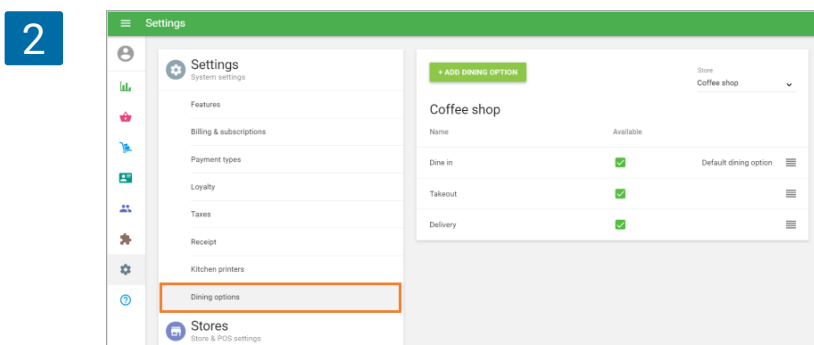 2
Settings
Settings
System settings
Features
Billing & subscriptions
Payment types
Loyalty
Taxes
Receipt
Kitchen printers
Dining options
Stores
Store & POS settings
+ ADD DINING OPTION
Store
Coffee shop
Coffee shop
Name Available
Dine in Default dining option
Takeout
Delivery